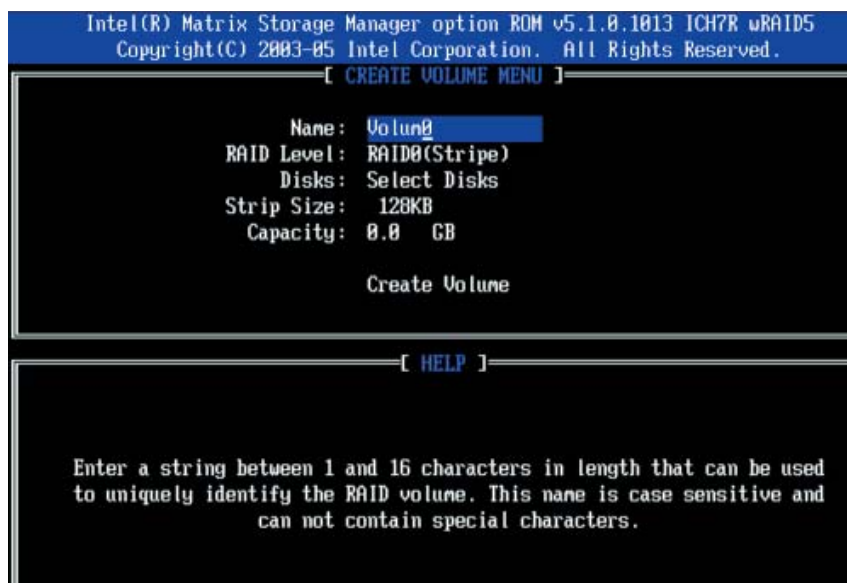 Intel(R) Matrix Storage Manager option ROM v5.1.0.1013 ICH7R wRAID5
Copyright(C) 2003-05 Intel Corporation. All Rights Reserved.
[ CREATE VOLUME MENU ]
Name: Volum0
RAID Level: RAID0(Stripe)
Disks: Select Disks
Strip Size: 128KB
Capacity: 0.0 GB
Create Volume
[ HELP ]
Enter a string between 1 and 16 characters in length that can be used
to uniquely identify the RAID volume. This name is case sensitive and
can not contain special characters.